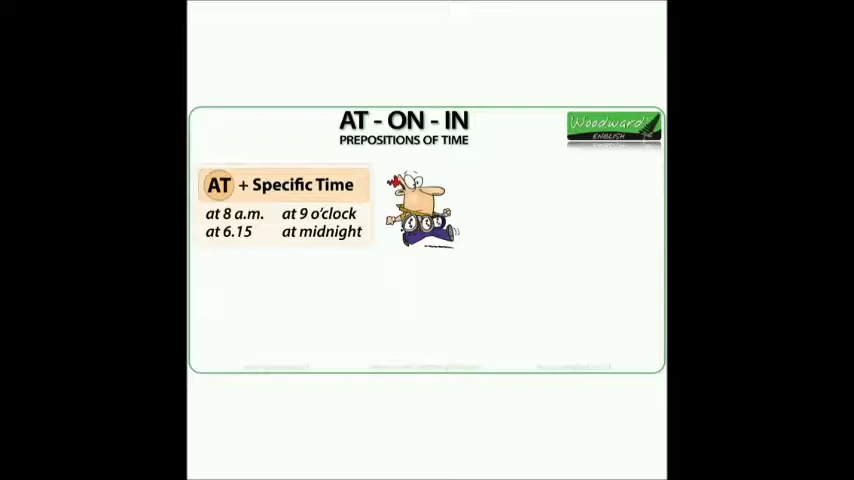 AT - ON - IN
PREPOSITIONS OF TIME
Woodward
ENGLISH
AT + Specific Time
at 8 a.m. at 9 o'clock
at 6.15 at midnight